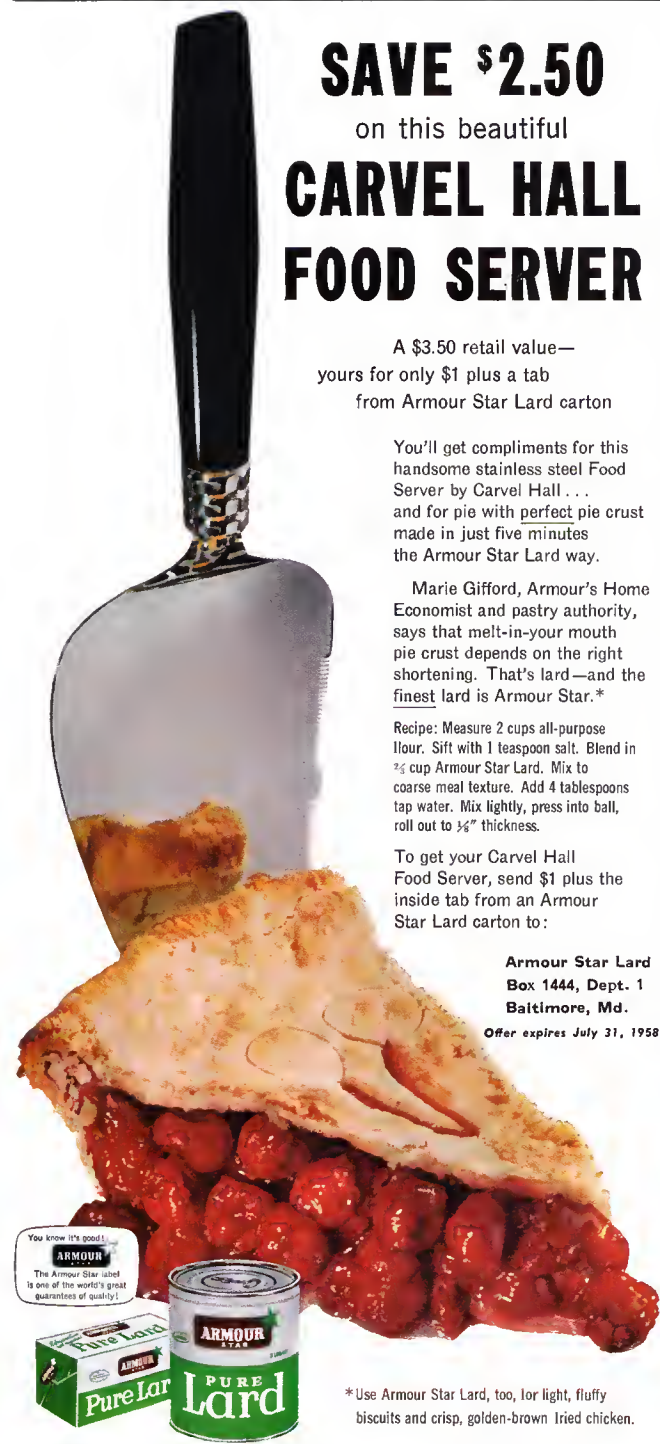 SAVE $2.50
on this beautiful
CARVEL HALL
FOOD SERVER
A $3.50 retail value—
yours for only $1 plus a tab
from Armour Star Lard carton
You'll get compliments for this
handsome stainless steel Food
Server by Carvel Hall . . .
and for pie with perfect pie crust
made in just five minutes
the Armour Star Lard way.
Marie Gifford, Armour's Home
Economist and pastry authority,
says that melt-in-your mouth
pie crust depends on the right
shortening. That's lard—and the
finest lard is Armour Star.*
Recipe: Measure 2 cups all-purpose
flour. Sift with 1 teaspoon salt. Blend in
⅔ cup Armour Star Lard. Mix to
coarse meal texture. Add 4 tablespoons
tap water. Mix lightly, press into ball,
roll out to ⅛" thickness.
To get your Carvel Hall
Food Server, send $1 plus the
inside tab from an Armour
Star Lard carton to:
Armour Star Lard
Box 1444, Dept. 1
Baltimore, Md.
Offer expires July 31, 1958
You know it's good!
ARMOUR
The Armour Star label
is one of the world's great
guarantees of quality!
Pure Lard
ARMOUR
Pure Lar
ARMOUR
STAR
PURE
Lard
*Use Armour Star Lard, too, for light, fluffy
biscuits and crisp, golden-brown fried chicken.